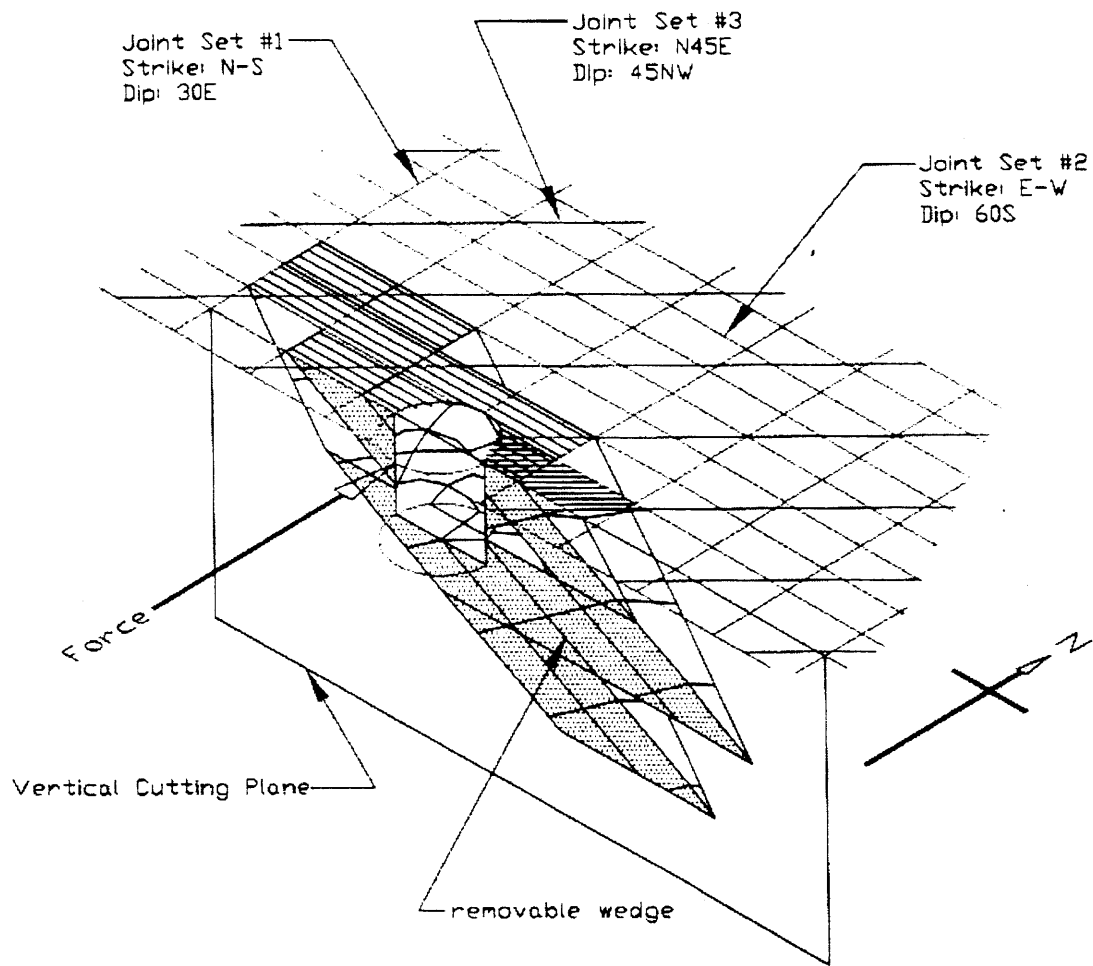 Joint Set #1
Strike: N-S
Dip: 30E
Joint Set #3
Strike: N45E
Dip: 45NW
Joint Set #2
Strike: E-W
Dip: 60S
Force
N
Vertical Cutting Plane
removable wedge